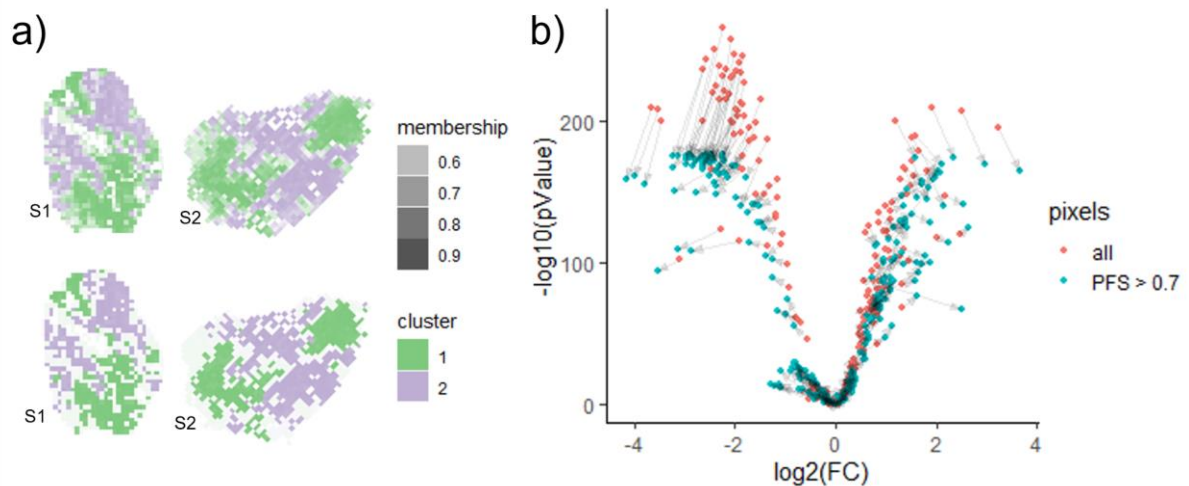 a)
S1
S2
membership
0.6
0.7
0.8
0.9
S1
S2
cluster
1
2
b)
-log10(pValue)
200
100
0
-4
-2
0
2
4
log2(FC)
pixels
all
PFS > 0.7